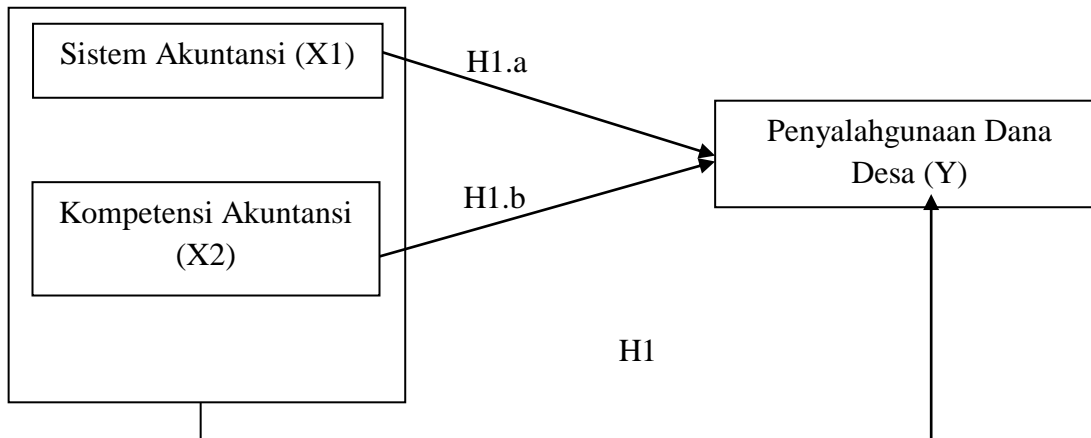 Sistem Akuntansi (X1)
H1.a
Penyalahgunaan Dana
Desa (Y)
Kompetensi Akuntansi
(X2)
H1.b
H1